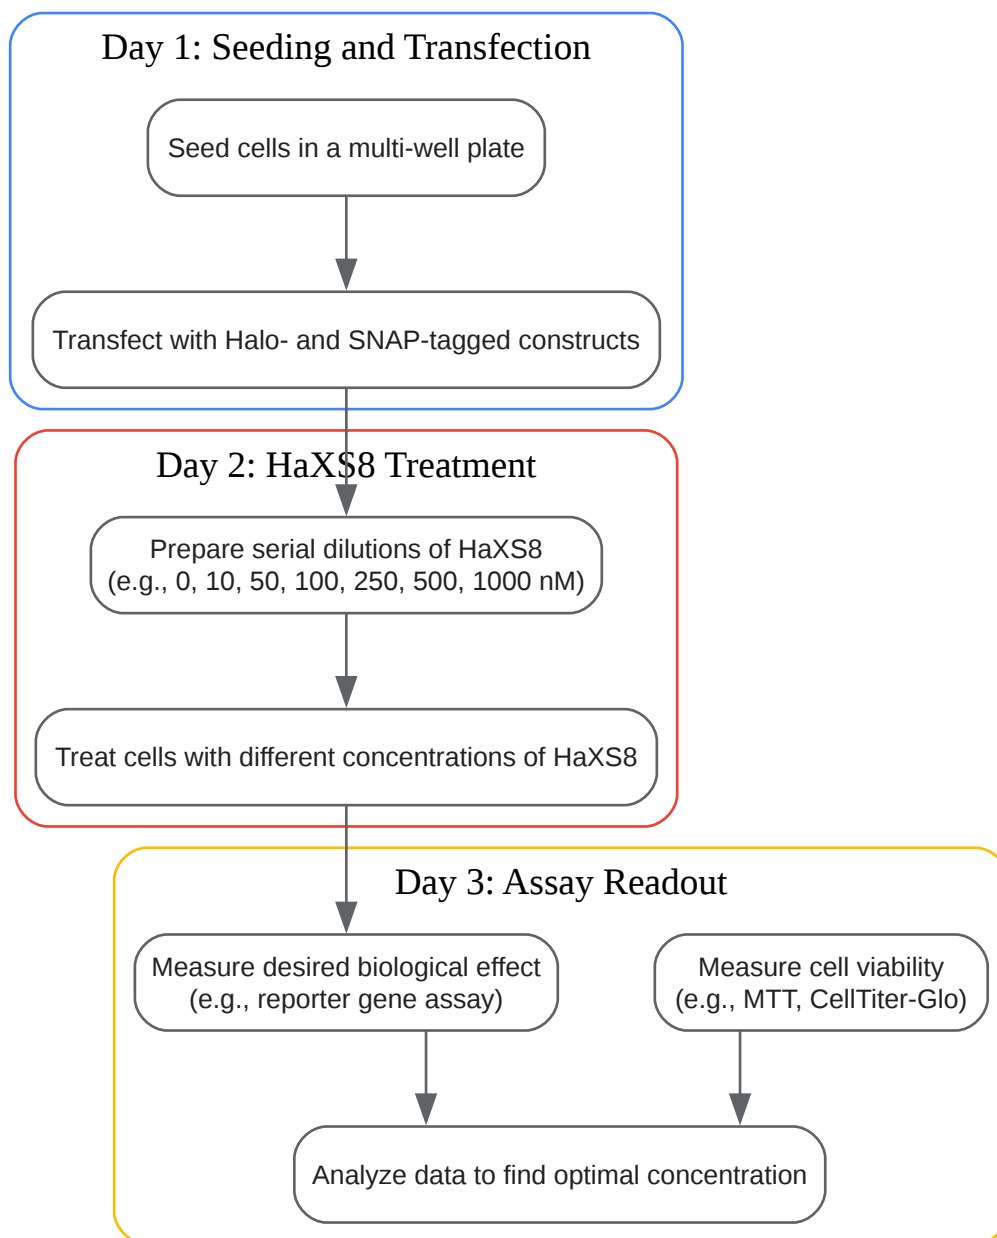 Day 1: Seeding and Transfection
Seed cells in a multi-well plate
Transfect with Halo- and SNAP-tagged constructs
Day 2: HaXS8 Treatment
Prepare serial dilutions of HaXS8
(e.g., 0, 10, 50, 100, 250, 500, 1000 nM)
Treat cells with different concentrations of HaXS8
Day 3: Assay Readout
Measure desired biological effect
(e.g., reporter gene assay)
Measure cell viability
(e.g., MTT, CellTiter-Glo)
Analyze data to find optimal concentration